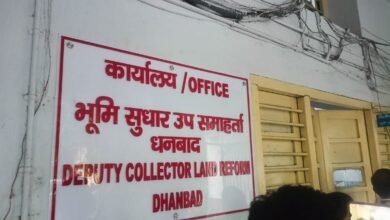 कार्यालय /OFFICE
भूमि सुधार उप समाहर्ता
धनबाद
DEPUTY COLLECTOR LAND REFORM
DHANBAD